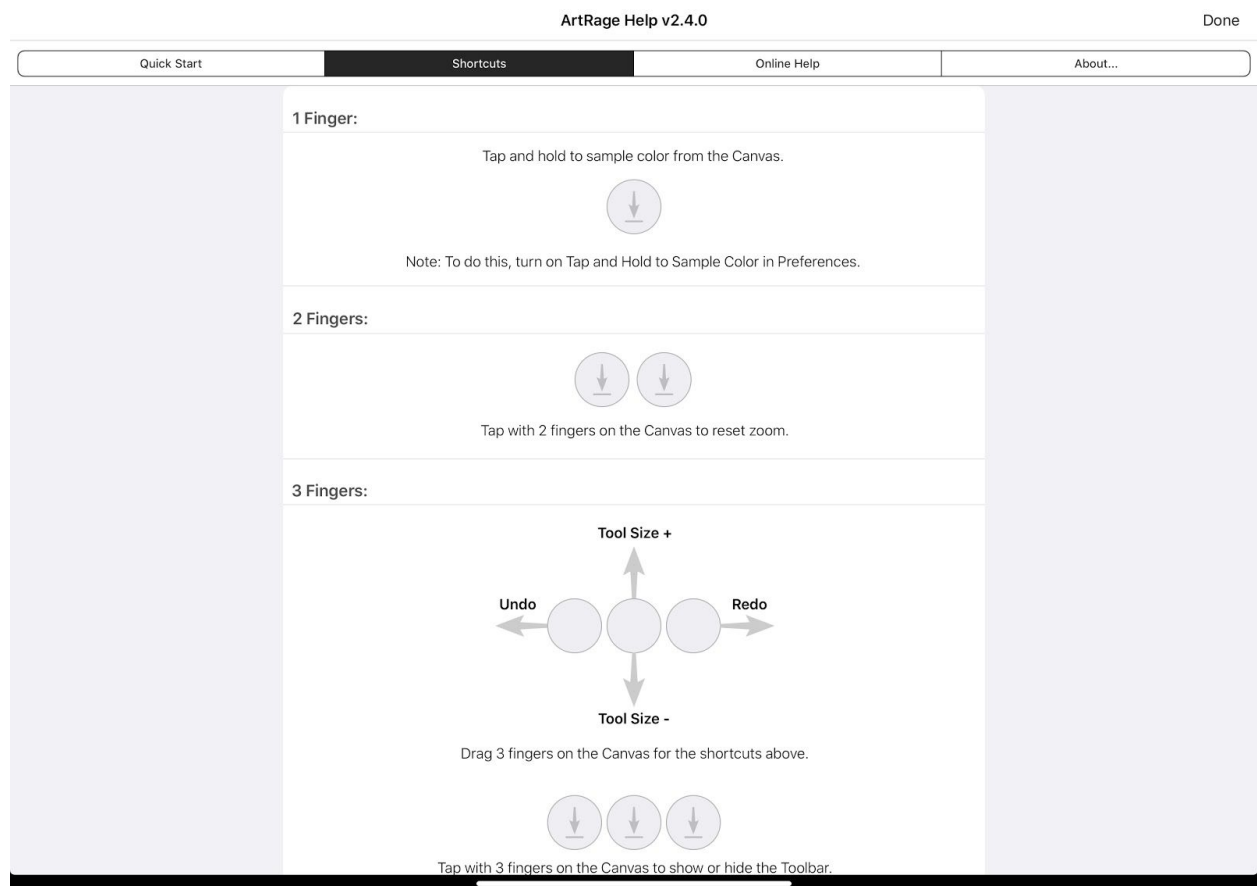 ArtRage Help v2.4.0
Done
Quick Start
Shortcuts
Online Help
About...
1 Finger:
Tap and hold to sample color from the Canvas.
Note: To do this, turn on Tap and Hold to Sample Color in Preferences.
2 Fingers:
Tap with 2 fingers on the Canvas to reset zoom.
3 Fingers:
Tool Size +
Undo
Redo
Tool Size -
Drag 3 fingers on the Canvas for the shortcuts above.
Tap with 3 fingers on the Canvas to show or hide the Toolbar.